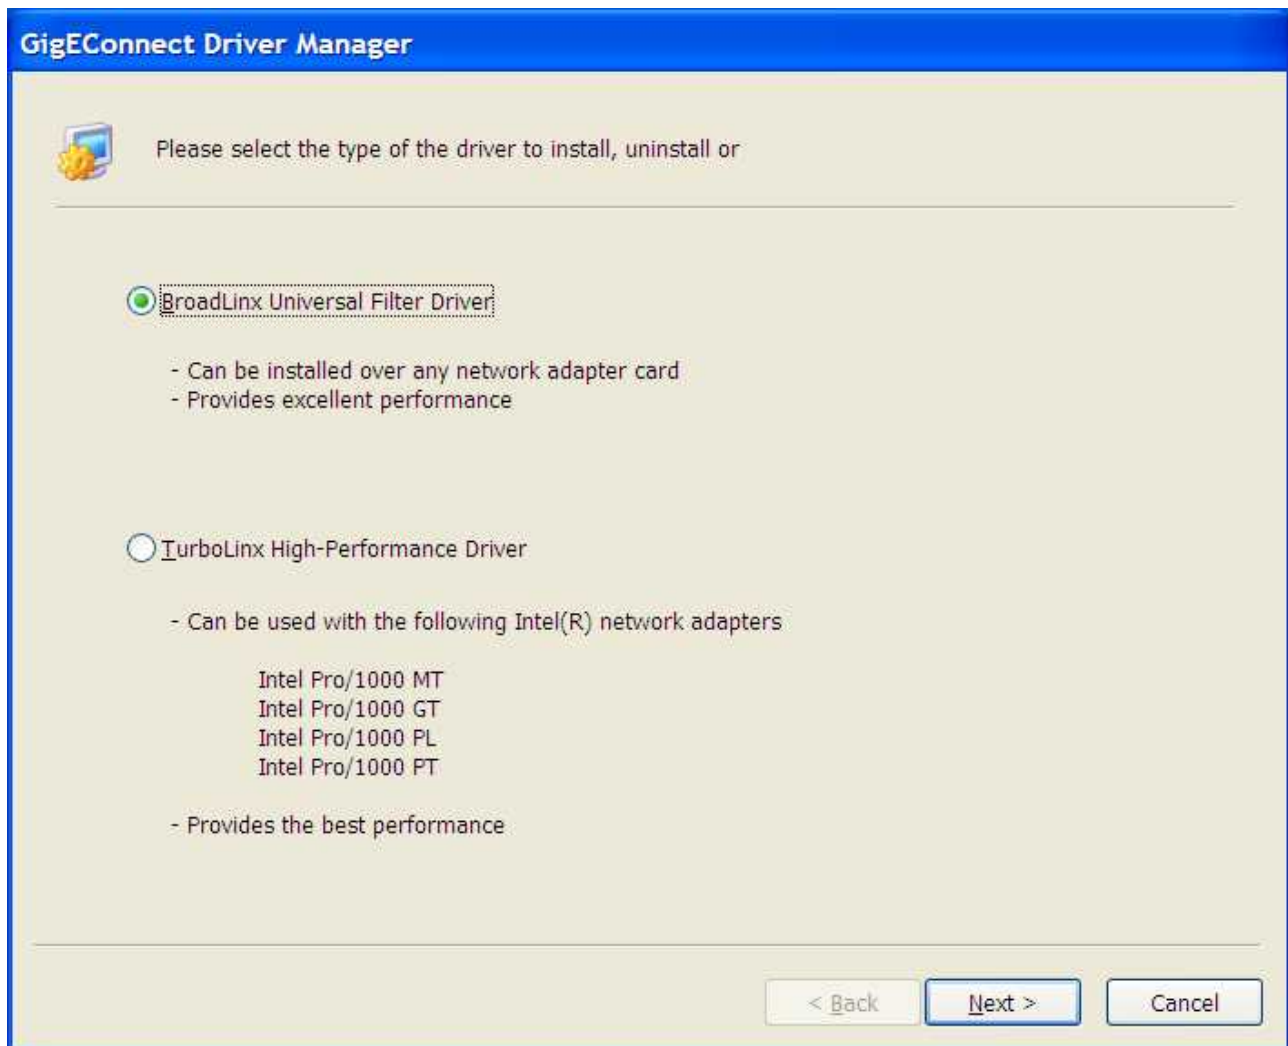 GigEConnect Driver Manager
Please select the type of the driver to install, uninstall or
BroadLinx Universal Filter Driver
- Can be installed over any network adapter card
- Provides excellent performance
TurboLinx High-Performance Driver
- Can be used with the following Intel(R) network adapters
Intel Pro/1000 MT
Intel Pro/1000 GT
Intel Pro/1000 PL
Intel Pro/1000 PT
- Provides the best performance
< Back
Next >
Cancel